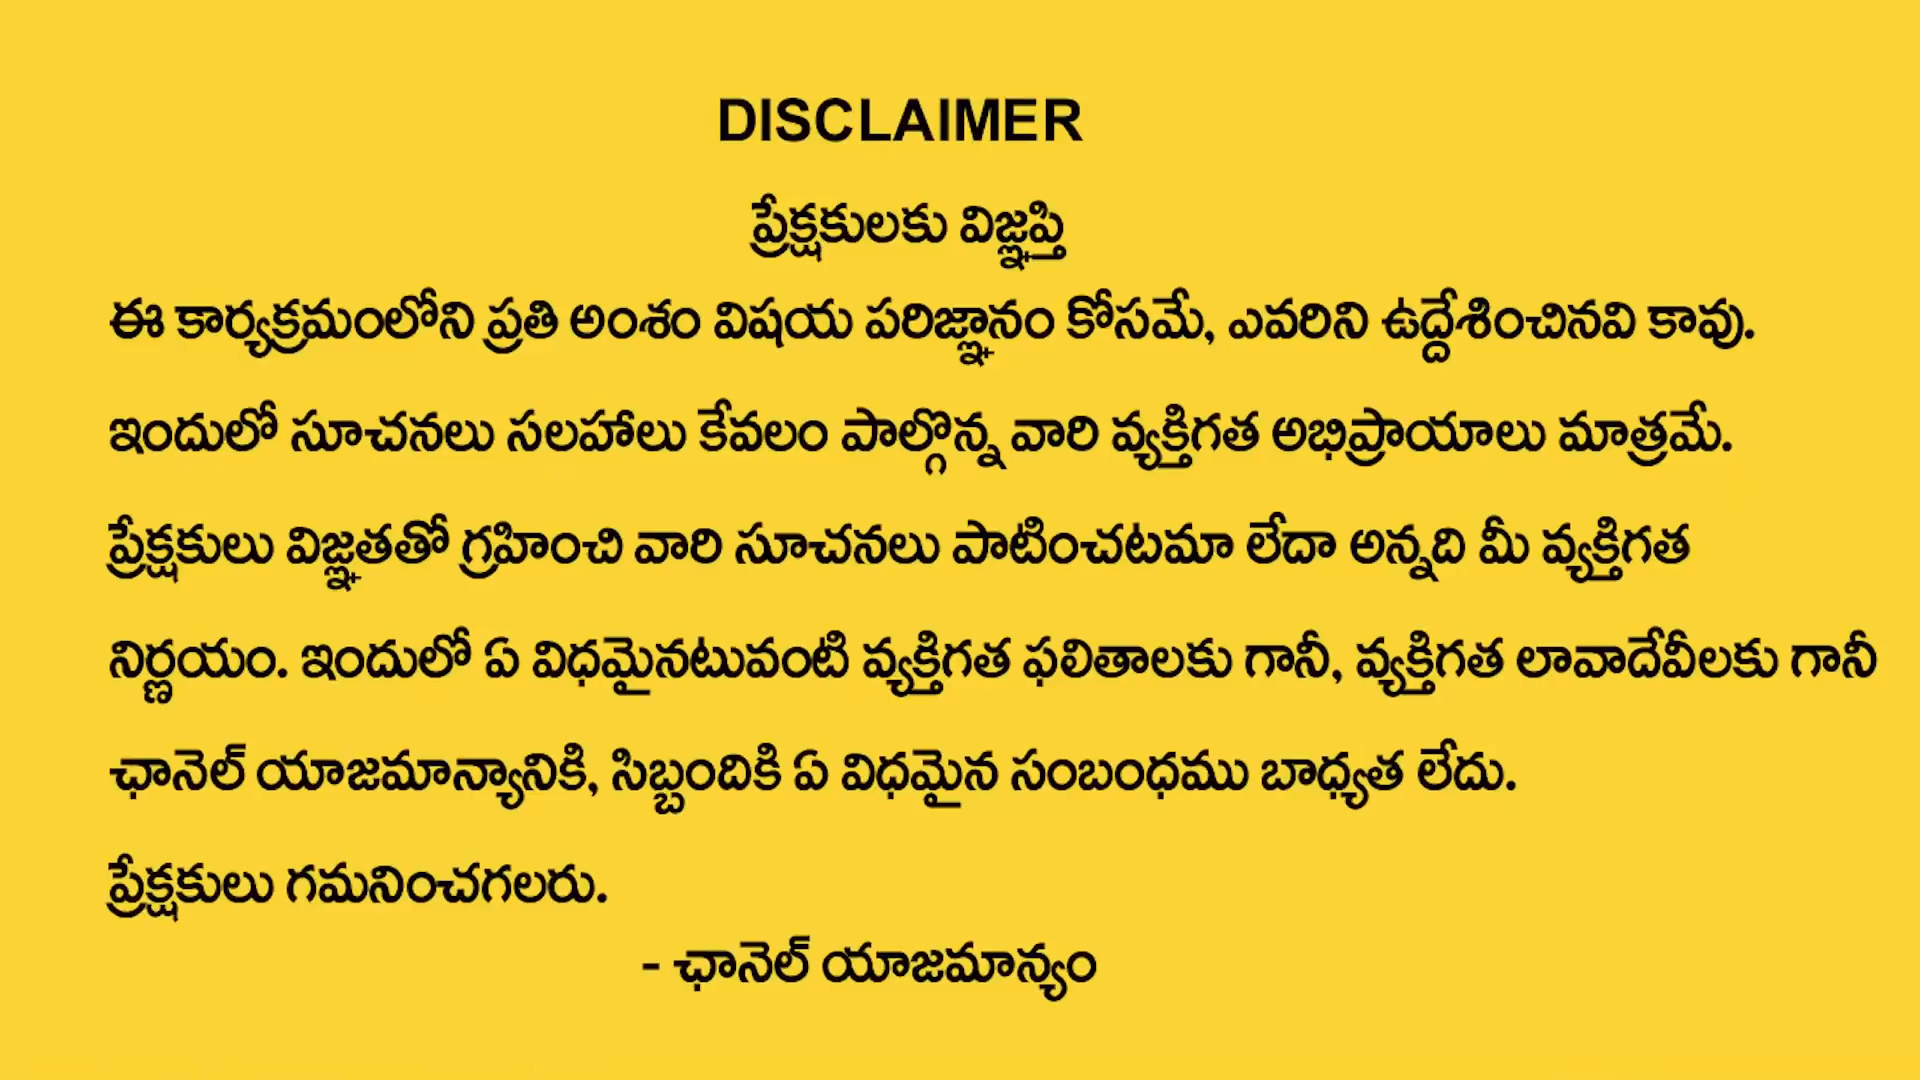 DISCLAIMER
ప్రేక్షకులకు విజ్ఞప్తి
ఈ కార్యక్రమంలోని ప్రతి అంశం విషయ పరిజ్ఞానం కోసమే, ఎవరిని ఉద్దేశించినవి కావు.
ఇందులో సూచనలు సలహాలు కేవలం పాల్గొన్న వారి వ్యక్తిగత అభిప్రాయాలు మాత్రమే.
ప్రేక్షకులు విజ్ఞతతో గ్రహించి వారి సూచనలు పాటించటమా లేదా అన్నది మీ వ్యక్తిగత
నిర్ణయం. ఇందులో ఏ విధమైనటువంటి వ్యక్తిగత ఫలితాలకు గానీ, వ్యక్తిగత లావాదేవీలకు గానీ
ఛానెల్ యాజమాన్యానికి, సిబ్బందికి ఏ విధమైన సంబంధము బాధ్యత లేదు.
ప్రేక్షకులు గమనించగలరు.
- ఛానెల్ యాజమాన్యం